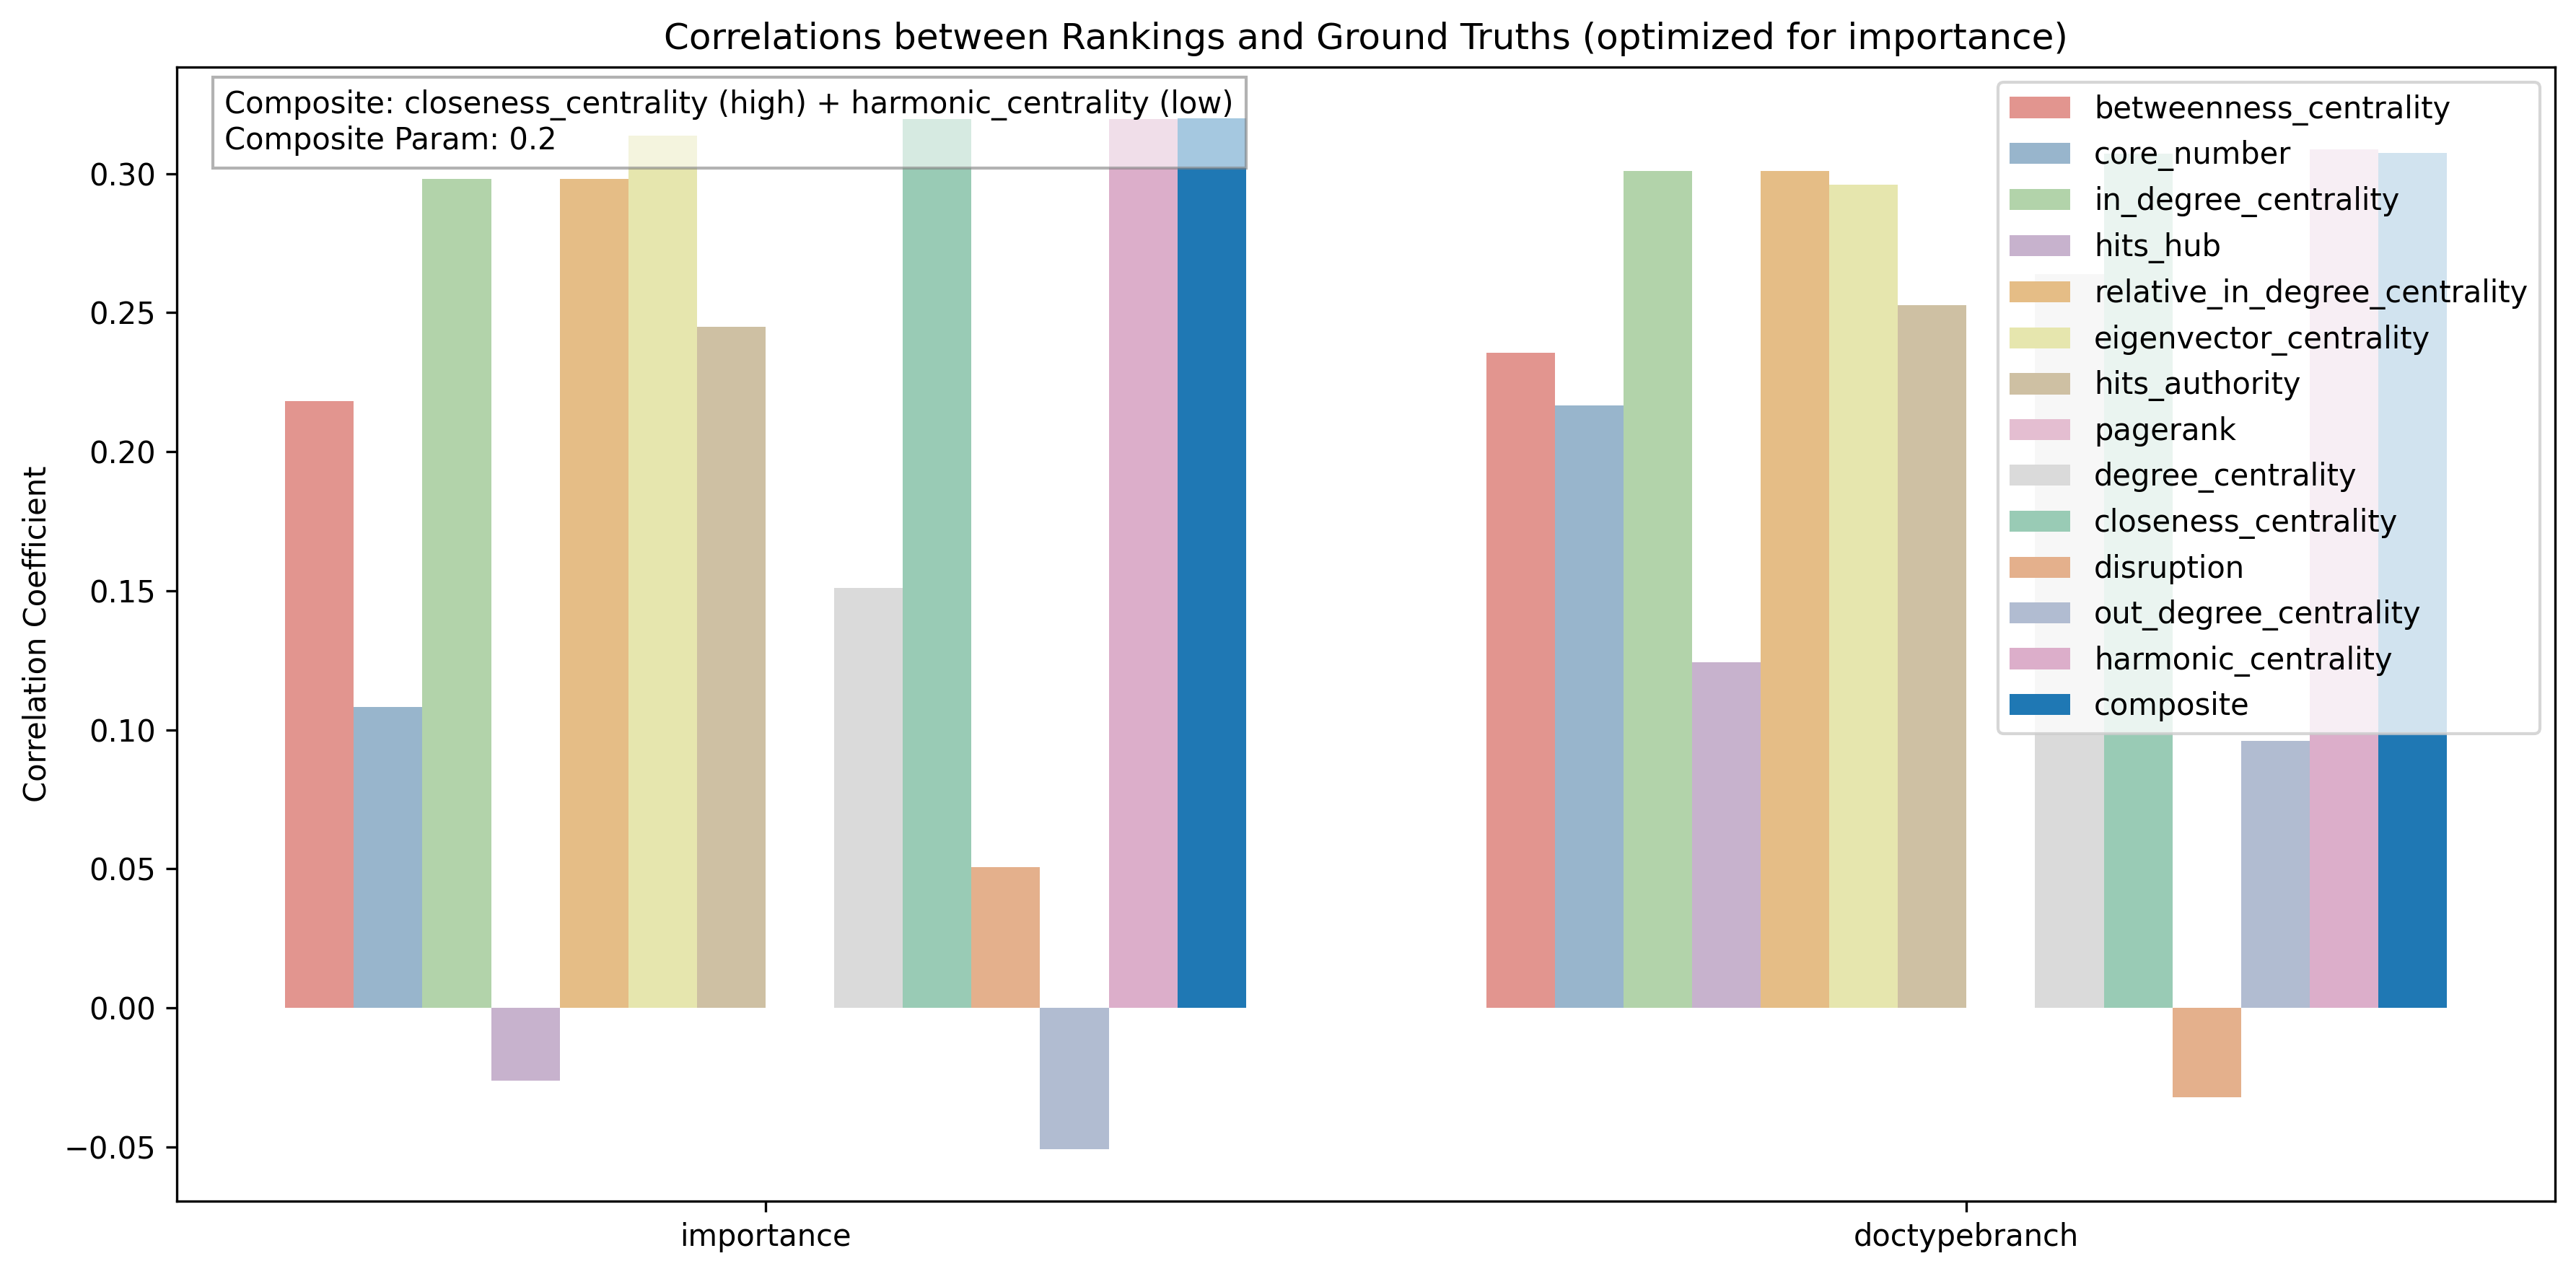 Correlations between Rankings and Ground Truths (optimized for importance)
Composite: closeness_centrality (high) + harmonic_centrality (low)
Composite Param: 0.2
betweenness_centrality
core_number
in_degree_centrality
hits_hub
relative_in_degree_centrality
eigenvector_centrality
hits_authority
pagerank
degree_centrality
closeness_centrality
disruption
out_degree_centrality
harmonic_centrality
composite
Correlation Coefficient
0.30
0.25
0.20
0.15
0.10
0.05
0.00
−0.05
importance
doctypebranch